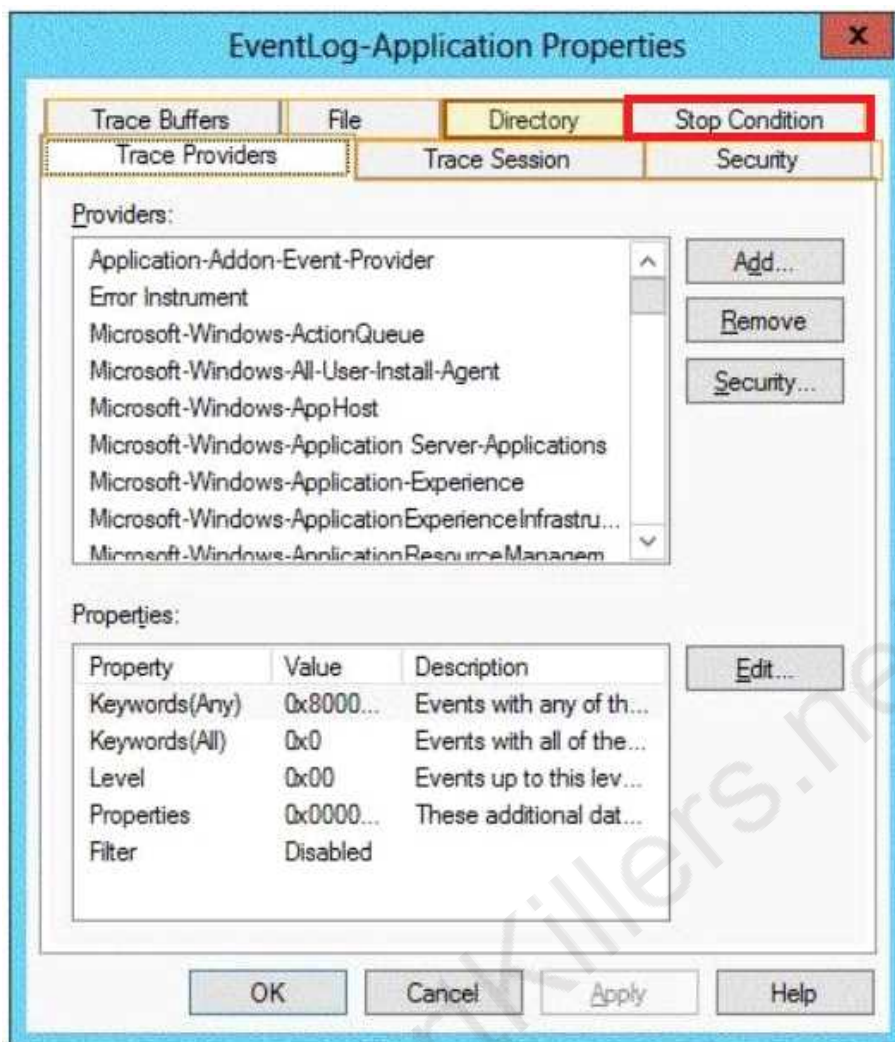 EventLog-Application Properties
x
Trace Buffers File Directory Stop Condition
Trace Providers Trace Session Security
Providers:
Application-Addon-Event-Provider
Error Instrument
Microsoft-Windows-ActionQueue
Microsoft-Windows-All-User-Install-Agent
Microsoft-Windows-AppHost
Microsoft-Windows-Application Server-Applications
Microsoft-Windows-Application-Experience
Microsoft-Windows-ApplicationExperienceInfrastru...
Microsoft-Windows-ApplicationResourceManagem
Add...
Remove
Security...
Properties:
Property Value Description
Keywords(Any) 0x8000... Events with any of th...
Keywords(All) 0x0 Events with all of the...
Level 0x00 Events up to this lev...
Properties 0x0000... These additional dat...
Filter Disabled
Edit...
OK Cancel Apply Help